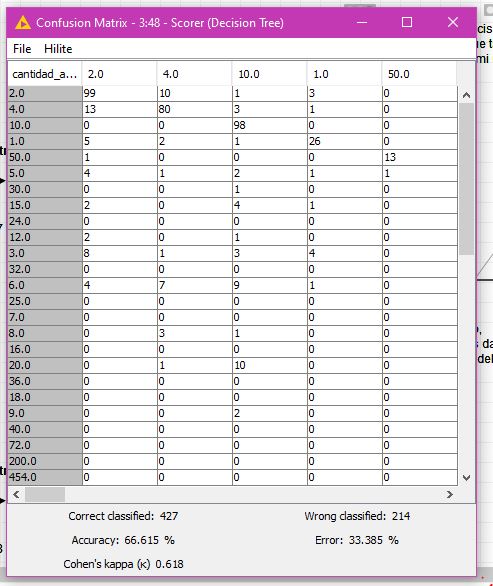 Confusion Matrix - 3:48 - Scorer (Decision Tree)
File Hilite
cantidad_a... 2.0 4.0 10.0 1.0 50.0
2.0 99 10 1 3 0
4.0 13 80 3 1 0
10.0 0 0 98 0 0
1.0 5 2 1 26 0
50.0 1 0 0 0 13
5.0 4 1 2 1 1
30.0 0 0 1 0 0
15.0 2 0 4 1 0
24.0 0 0 0 0 0
12.0 2 0 1 0 0
3.0 8 1 3 4 0
32.0 0 0 0 0 0
6.0 4 7 9 1 0
25.0 0 0 0 0 0
7.0 0 0 0 0 0
8.0 0 3 1 0 0
16.0 0 0 0 0 0
20.0 0 1 10 0 0
36.0 0 0 0 0 0
18.0 0 0 0 0 0
9.0 0 0 2 0 0
40.0 0 0 0 0 0
72.0 0 0 0 0 0
200.0 0 0 0 0 0
454.0 0 0 0 0 0
Correct classified: 427 Wrong classified: 214
Accuracy: 66.615 % Error: 33.385 %
Cohen's kappa (κ) 0.618